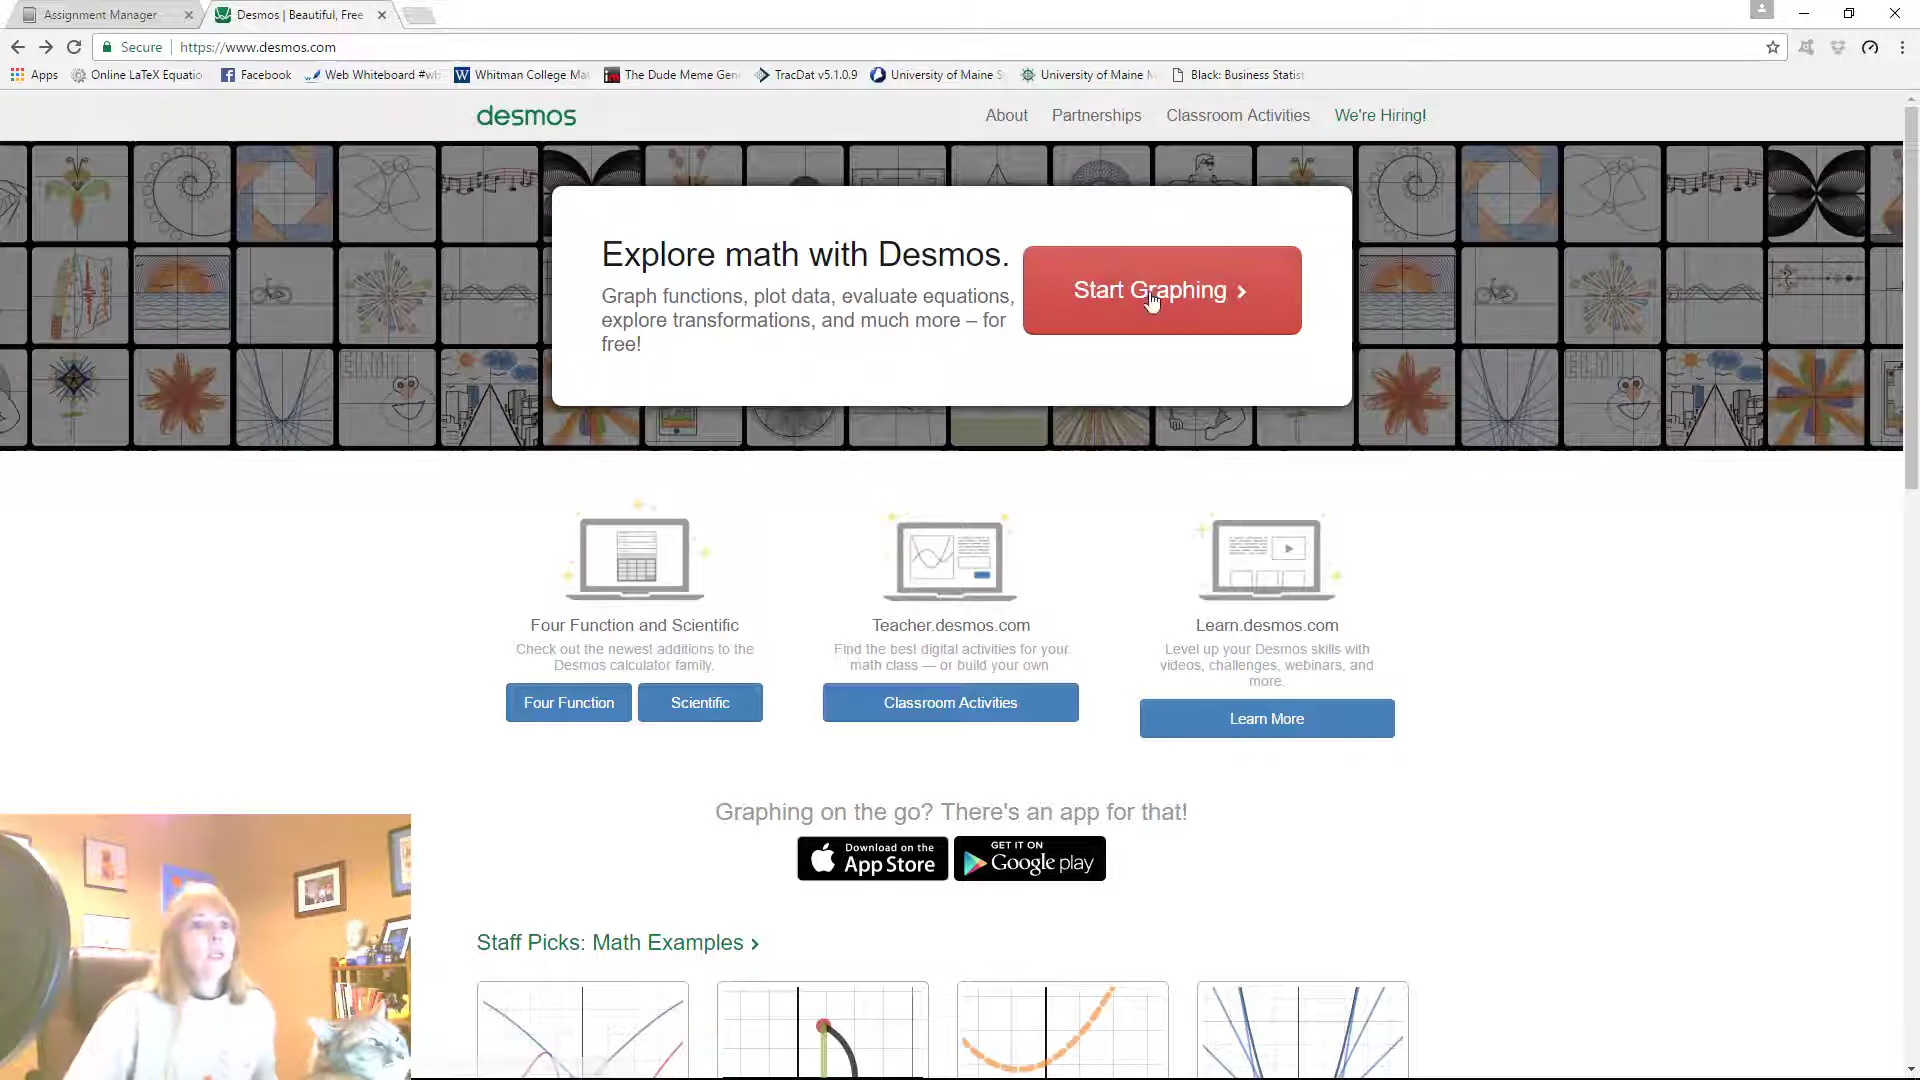 Assignment Manager
Desmos | Beautiful, Free
Secure
https://www.desmos.com
Apps
Online LaTeX Equatio
Facebook
Web Whiteboard #wb
Whitman College Mat
The Dude Meme Gen
TracDat v5.1.0.9
University of Maine S
University of Maine
Black: Business Statist
desmos
About
Partnerships
Classroom Activities
We're Hiring!
Explore math with Desmos.
Graph functions, plot data, evaluate equations,
explore transformations, and much more – for
free!
Start Graphing
Four Function and Scientific
Check out the newest additions to the
Desmos calculator family.
Four Function
Scientific
Teacher.desmos.com
Find the best digital activities for your
math class — or build your own
Classroom Activities
Learn.desmos.com
Level up your Desmos skills with
videos, challenges, webinars, and
more.
Learn More
Graphing on the go? There's an app for that!
Download on the
App Store
GET IT ON
Google play
Staff Picks: Math Examples